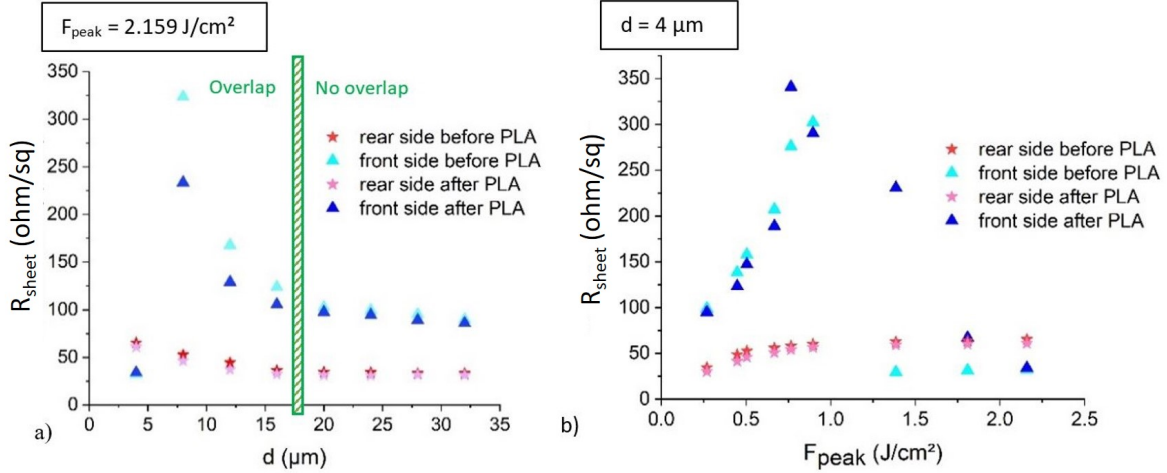 F_peak = 2.159 J/cm²
Overlap
No overlap
rear side before PLA
front side before PLA
rear side after PLA
front side after PLA
350
300
250
200
150
100
50
0
R_sheet (ohm/sq)
0 5 10 15 20 25 30 35
a)
d (µm)
d = 4 µm
rear side before PLA
front side before PLA
rear side after PLA
front side after PLA
350
300
250
200
150
100
50
0
R_sheet (ohm/sq)
0.0 0.5 1.0 1.5 2.0 2.5
b)
F_peak (J/cm²)